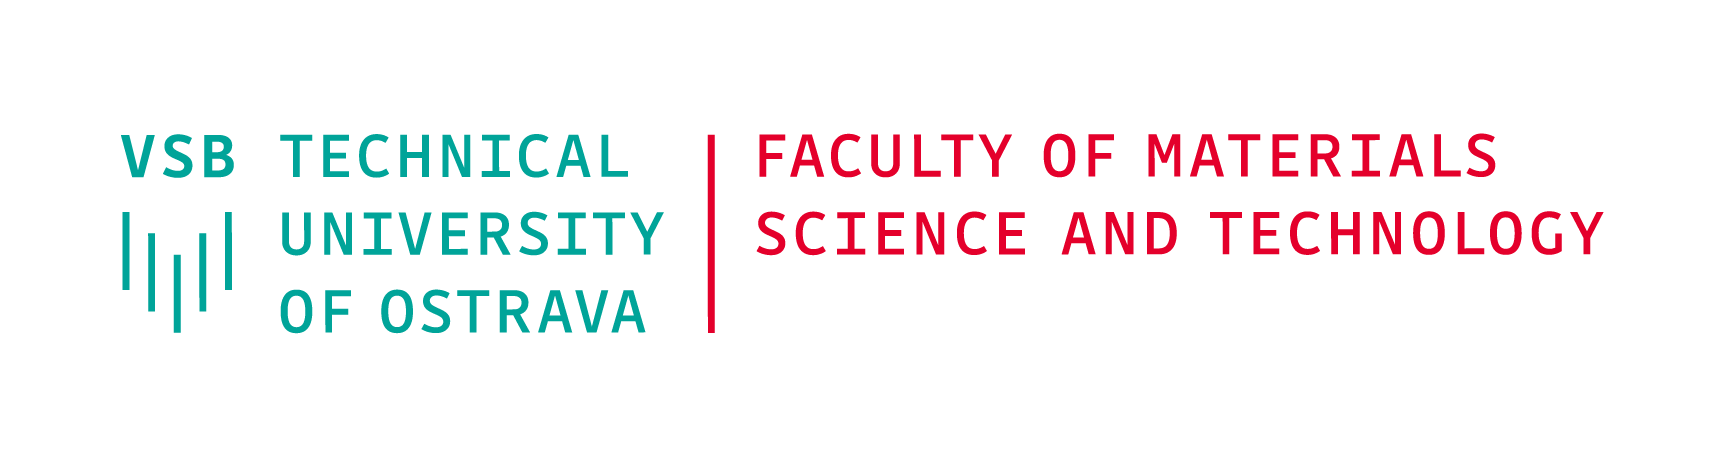 VSB TECHNICAL
UNIVERSITY
OF OSTRAVA
FACULTY OF MATERIALS
SCIENCE AND TECHNOLOGY